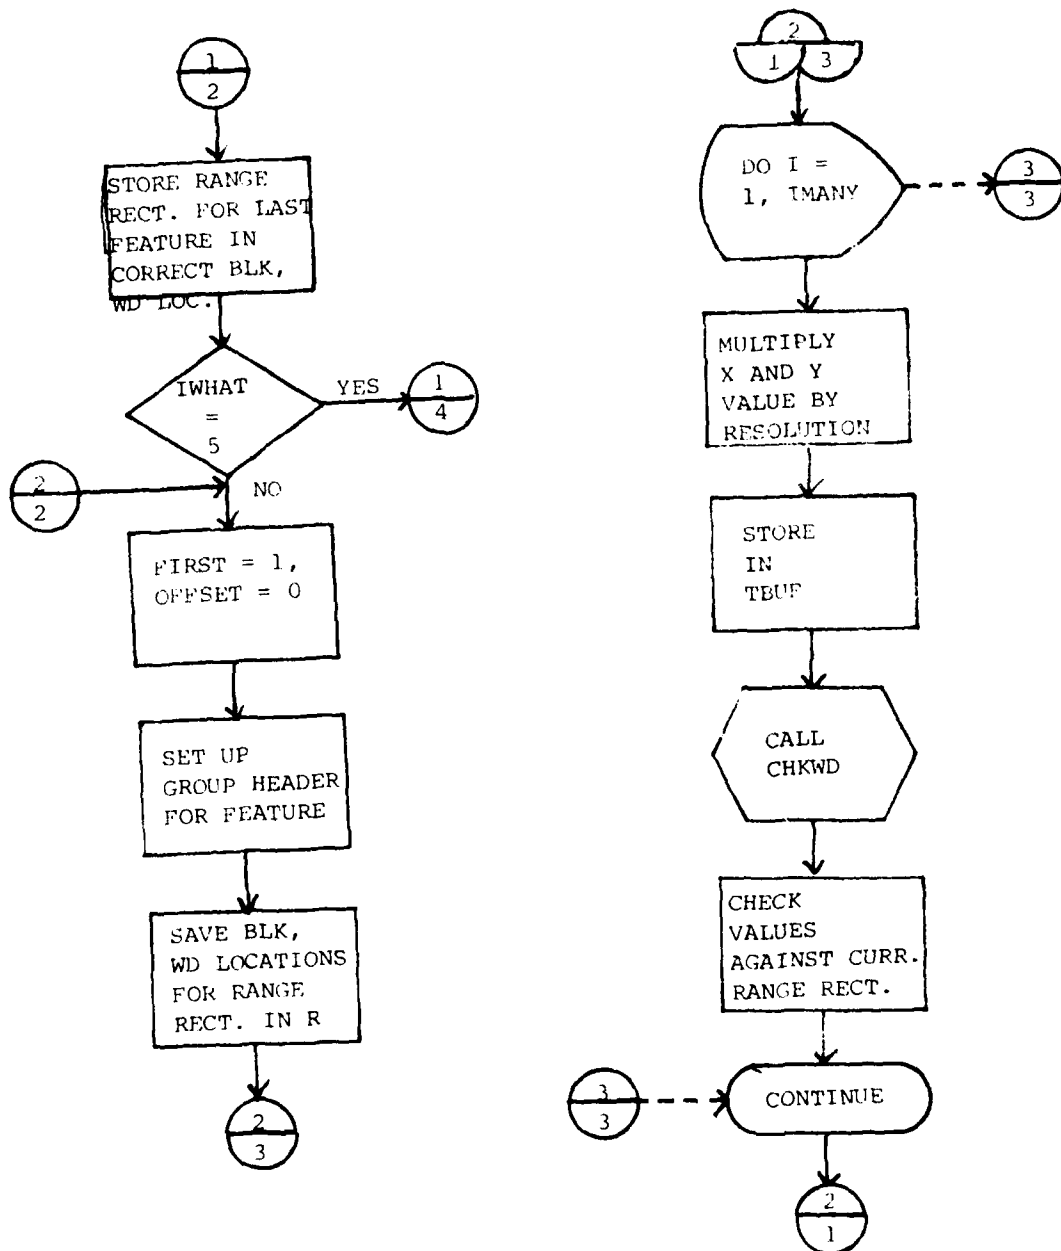 1
2
STORE RANGE
RECT. FOR LAST
FEATURE IN
CORRECT BLK,
WD LOC.
IWHAT
=
5
YES
1
4
2
2
NO
FIRST = 1,
OFFSET = 0
SET UP
GROUP HEADER
FOR FEATURE
SAVE BLK,
WD LOCATIONS
FOR RANGE
RECT. IN R
2
3
2
1 3
DO I =
1, IMANY
3
3
MULTIPLY
X AND Y
VALUE BY
RESOLUTION
STORE
IN
TBUF
CALL
CHKWD
CHECK
VALUES
AGAINST CURR.
RANGE RECT.
3
3
CONTINUE
2
1